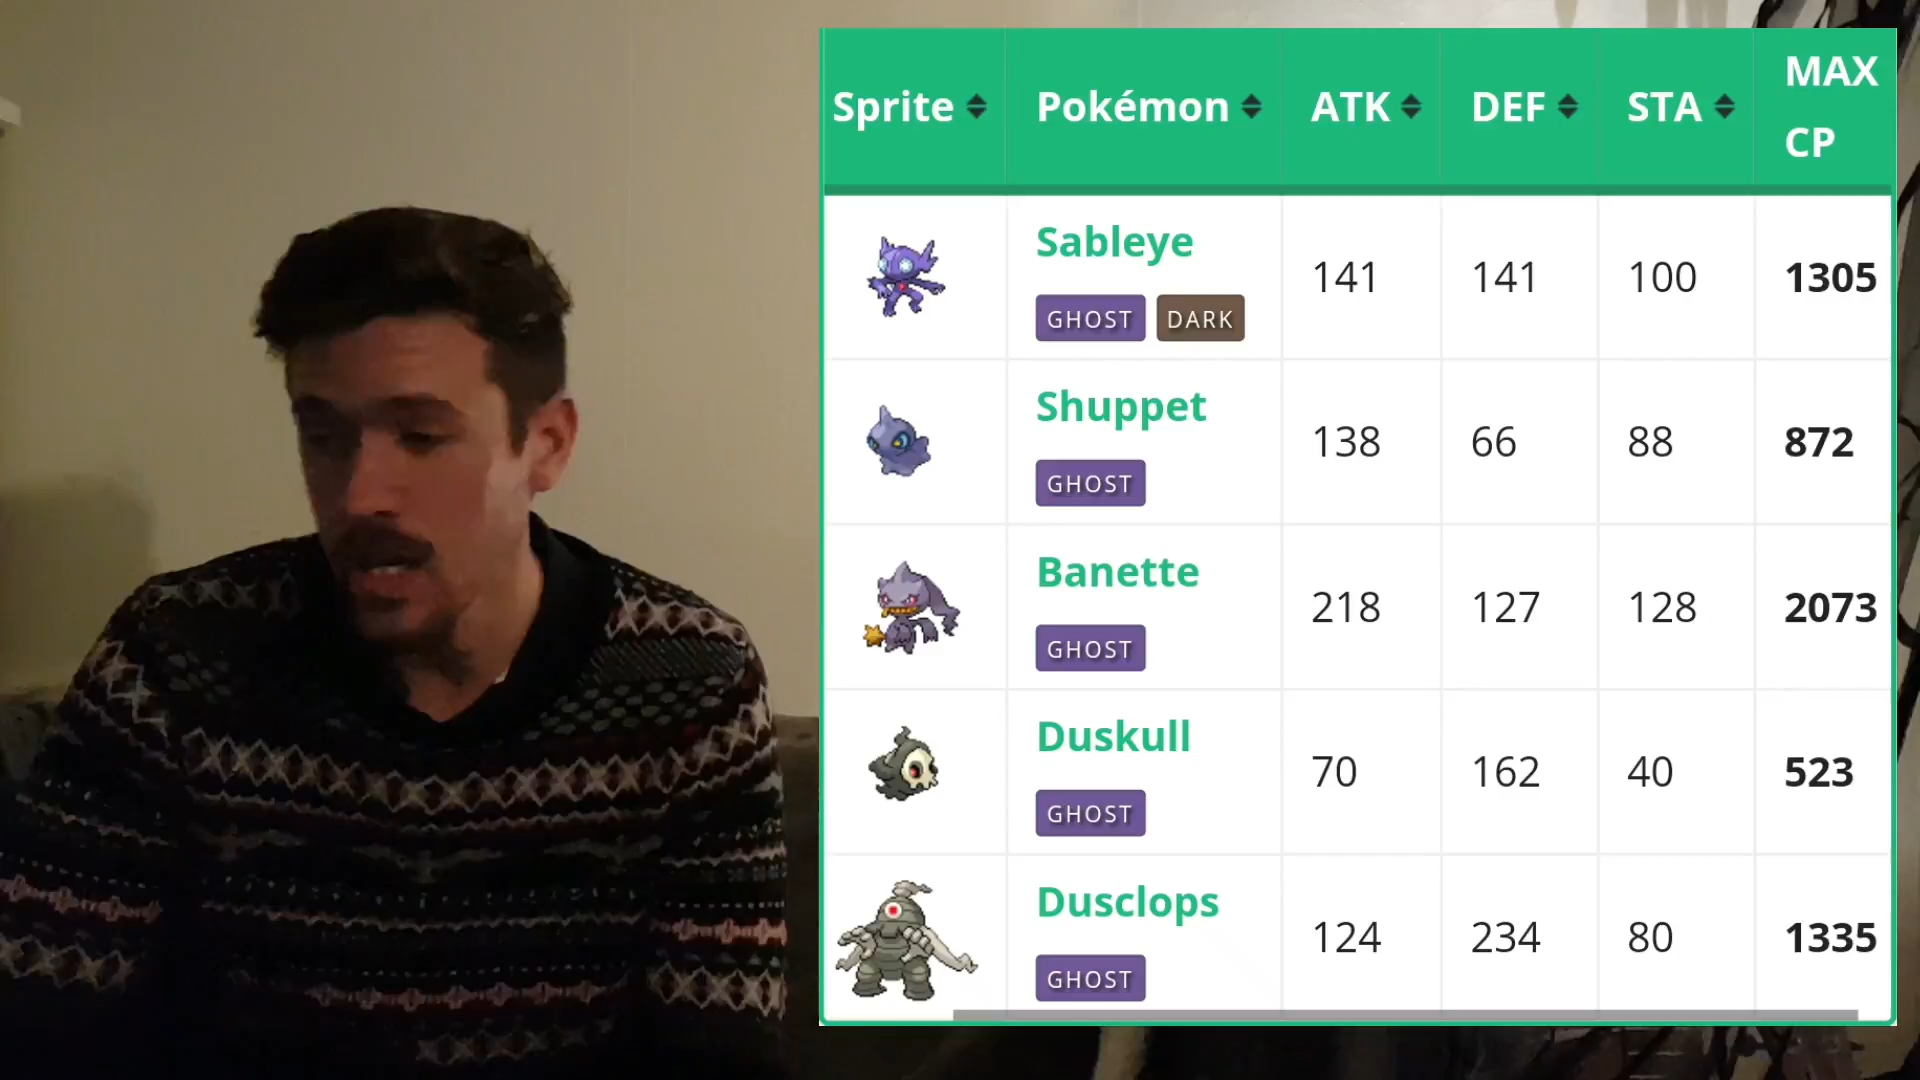 Sprite Pokémon ATK DEF STA MAX CP
Sableye
GHOST DARK
141 141 100 1305
Shuppet
GHOST
138 66 88 872
Banette
GHOST
218 127 128 2073
Duskull
GHOST
70 162 40 523
Dusclops
GHOST
124 234 80 1335